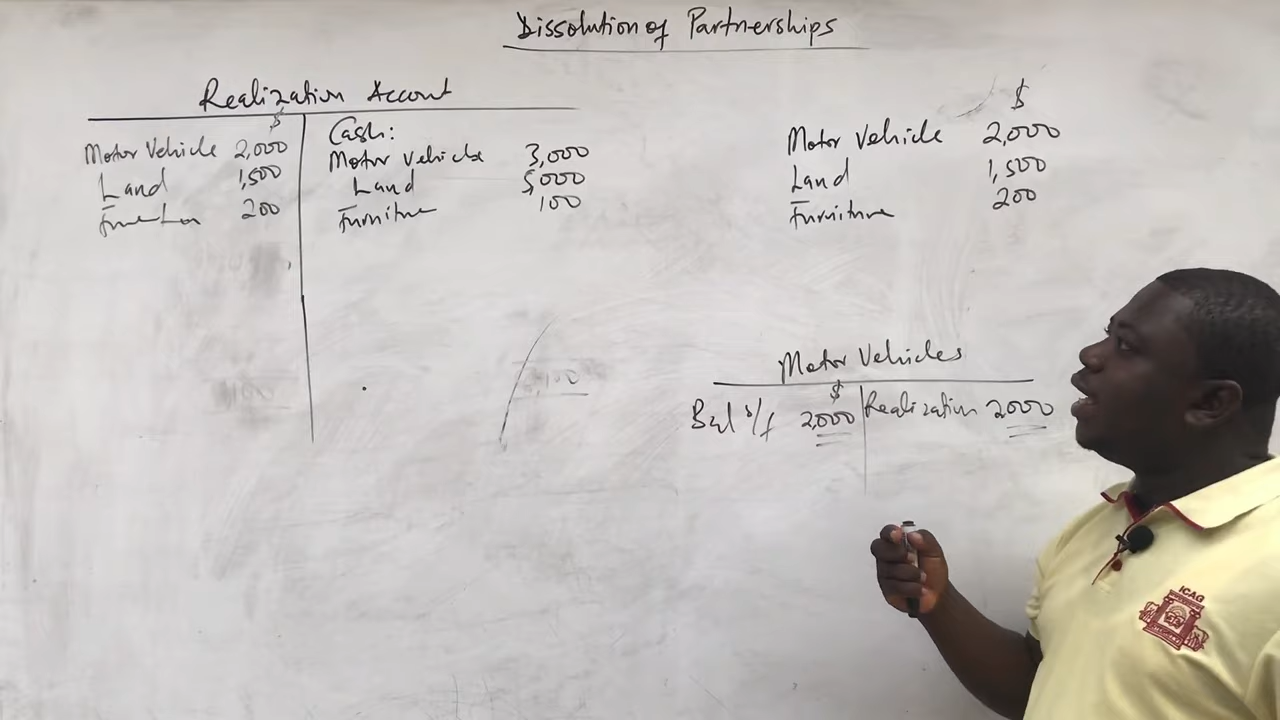 Dissolution of Partnerships
Realization Account
$
Motor Vehicle 2,000
Land 1,500
200
Cash:
Motor Vehicle 3,000
Land 5,000
Furniture 100
$
Motor Vehicle 2,000
Land 1,500
Furniture 200
Motor Vehicles
$
Bal b/f 2,000 Realization 2000
ICAG